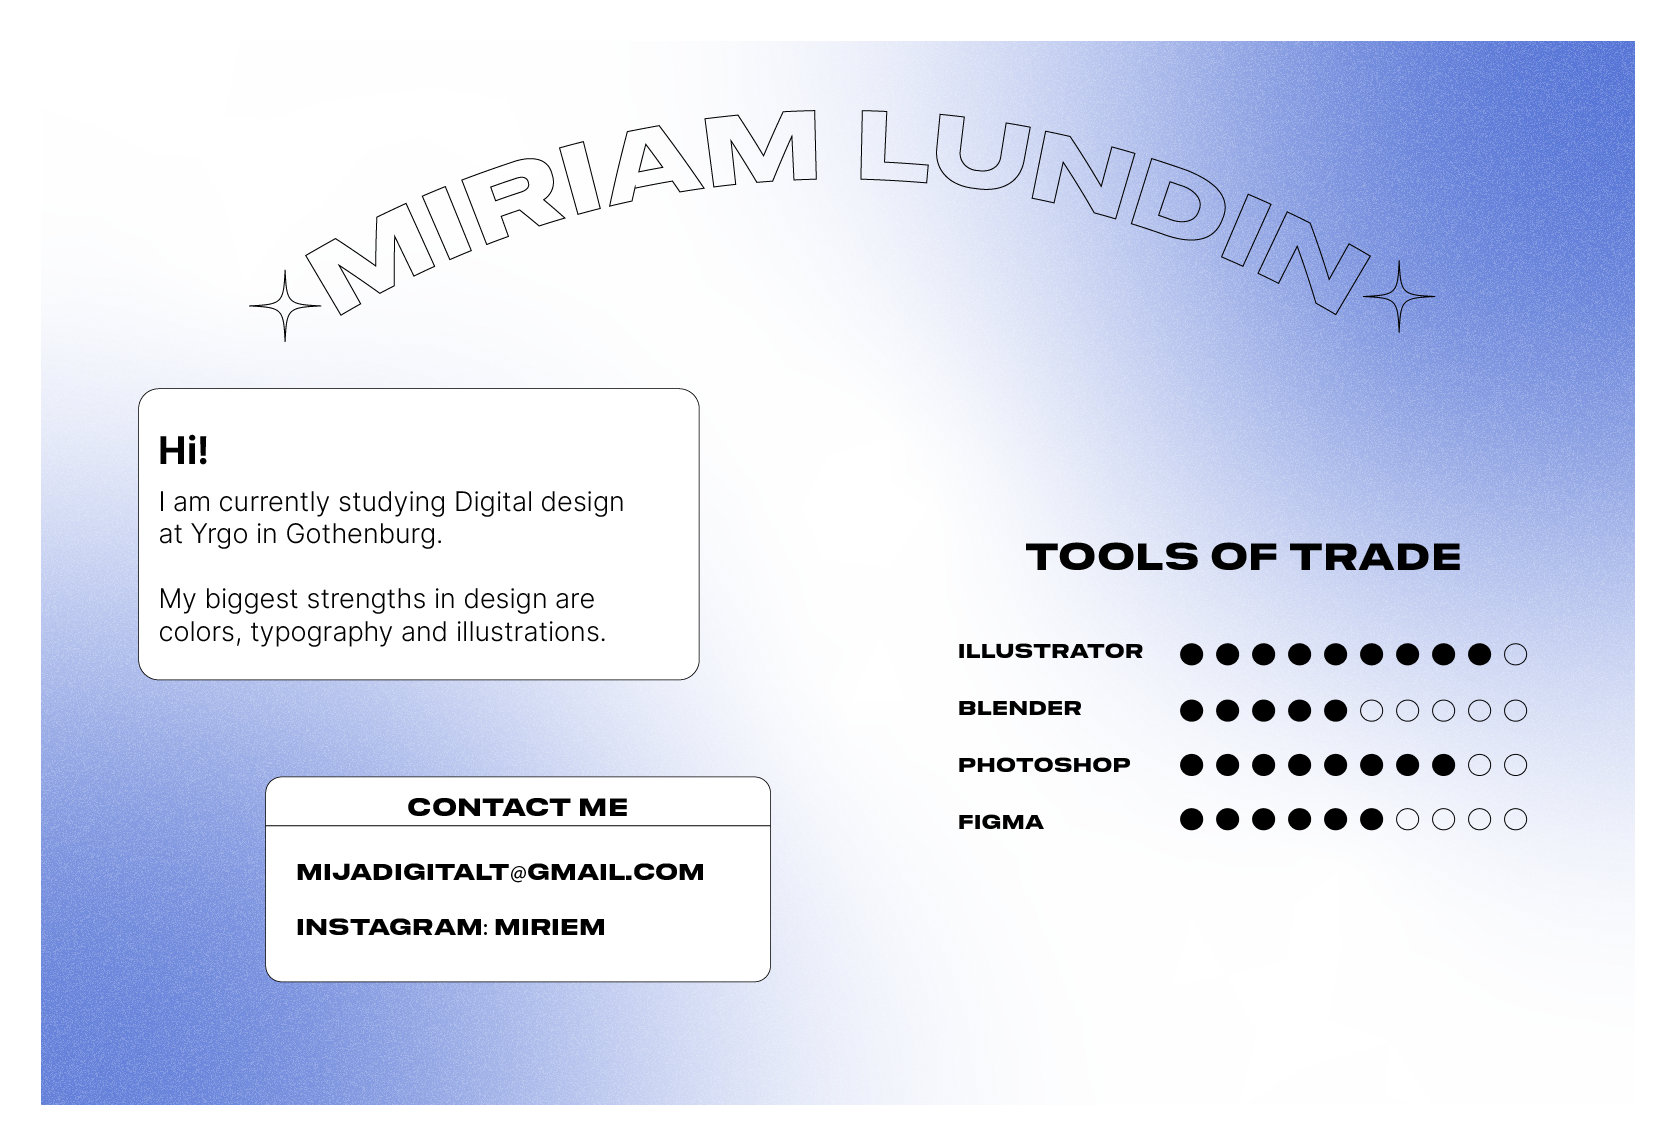 MIRIAM LUNDIN
Hi!
I am currently studying Digital design
at Yrgo in Gothenburg.
My biggest strengths in design are
colors, typography and illustrations.
TOOLS OF TRADE
ILLUSTRATOR
BLENDER
PHOTOSHOP
FIGMA
CONTACT ME
MIJADIGITALT@GMAIL.COM
INSTAGRAM: MIRIEM